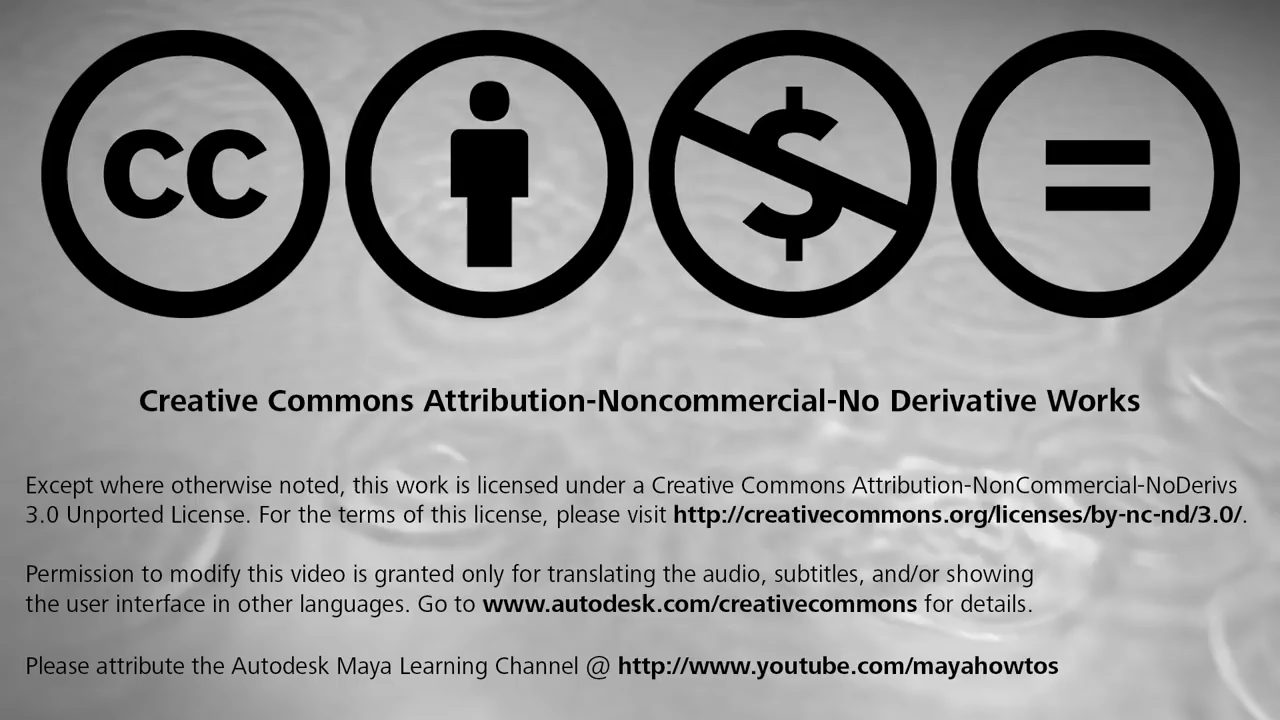 cc
$
=
Creative Commons Attribution-Noncommercial-No Derivative Works
Except where otherwise noted, this work is licensed under a Creative Commons Attribution-NonCommercial-NoDerivs
3.0 Unported License. For the terms of this license, please visit http://creativecommons.org/licenses/by-nc-nd/3.0/.
Permission to modify this video is granted only for translating the audio, subtitles, and/or showing
the user interface in other languages. Go to www.autodesk.com/creativecommons for details.
Please attribute the Autodesk Maya Learning Channel @ http://www.youtube.com/mayahowtos